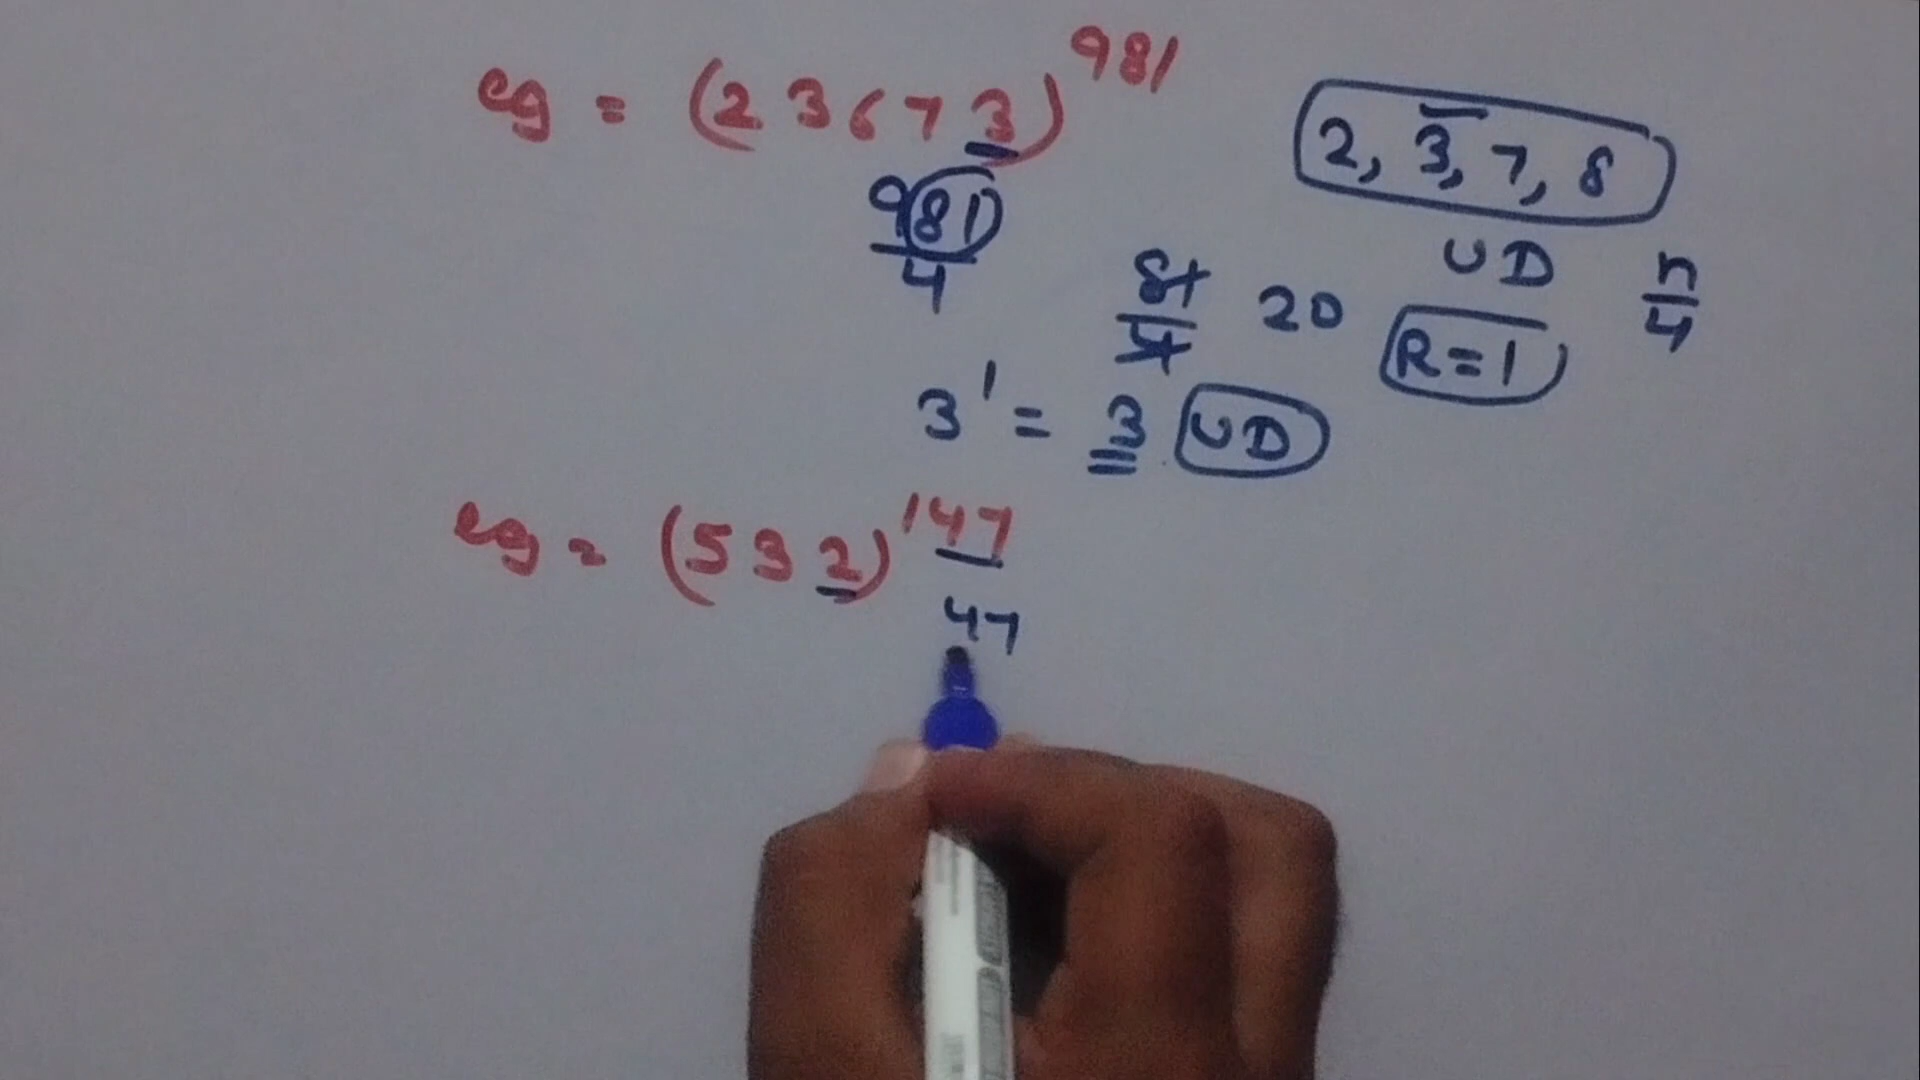 eg = (23673)^981
2, 3, 7, 8
981/4
UD n/4
81/4 20 R=1
3^1 = 3 UD
eg = (532)^147
47